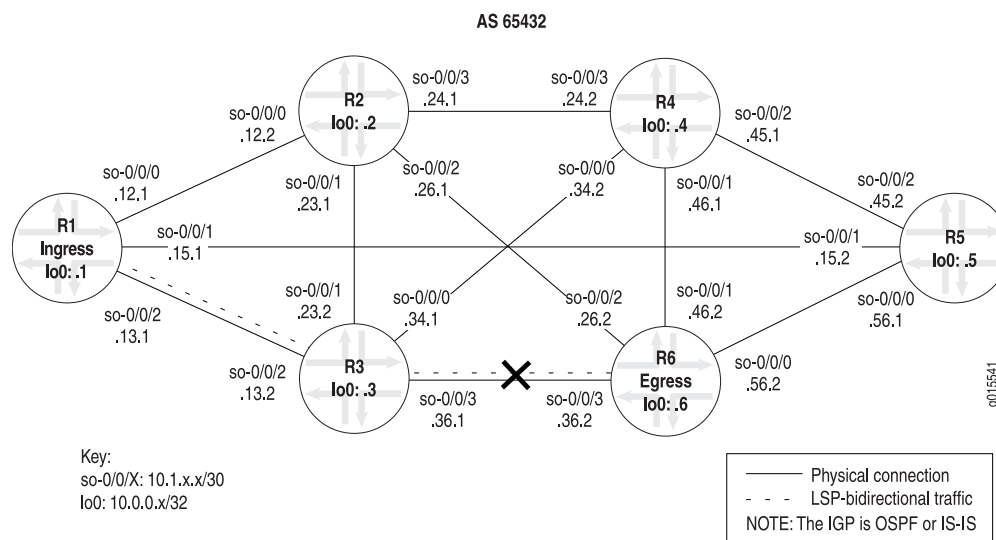 AS 65432
R2
lo0: .2
so-0/0/3
.24.1
so-0/0/3
.24.2
R4
lo0: .4
so-0/0/0
.12.2
so-0/0/2
.45.1
so-0/0/0
.12.1
so-0/0/1
.23.1
so-0/0/2
.26.1
so-0/0/0
.34.2
so-0/0/1
.46.1
so-0/0/2
.45.2
R1
Ingress
lo0: .1
so-0/0/1
.15.1
so-0/0/1
.15.2
R5
lo0: .5
so-0/0/2
.13.1
so-0/0/1
.23.2
so-0/0/0
.34.1
so-0/0/2
.26.2
so-0/0/1
.46.2
so-0/0/0
.56.1
so-0/0/2
.13.2
R3
lo0: .3
so-0/0/3
.36.1
so-0/0/3
.36.2
R6
Egress
lo0: .6
so-0/0/0
.56.2
g015541
Key:
so-0/0/X: 10.1.x.x/30
lo0: 10.0.0.x/32
Physical connection
LSP-bidirectional traffic
NOTE: The IGP is OSPF or IS-IS